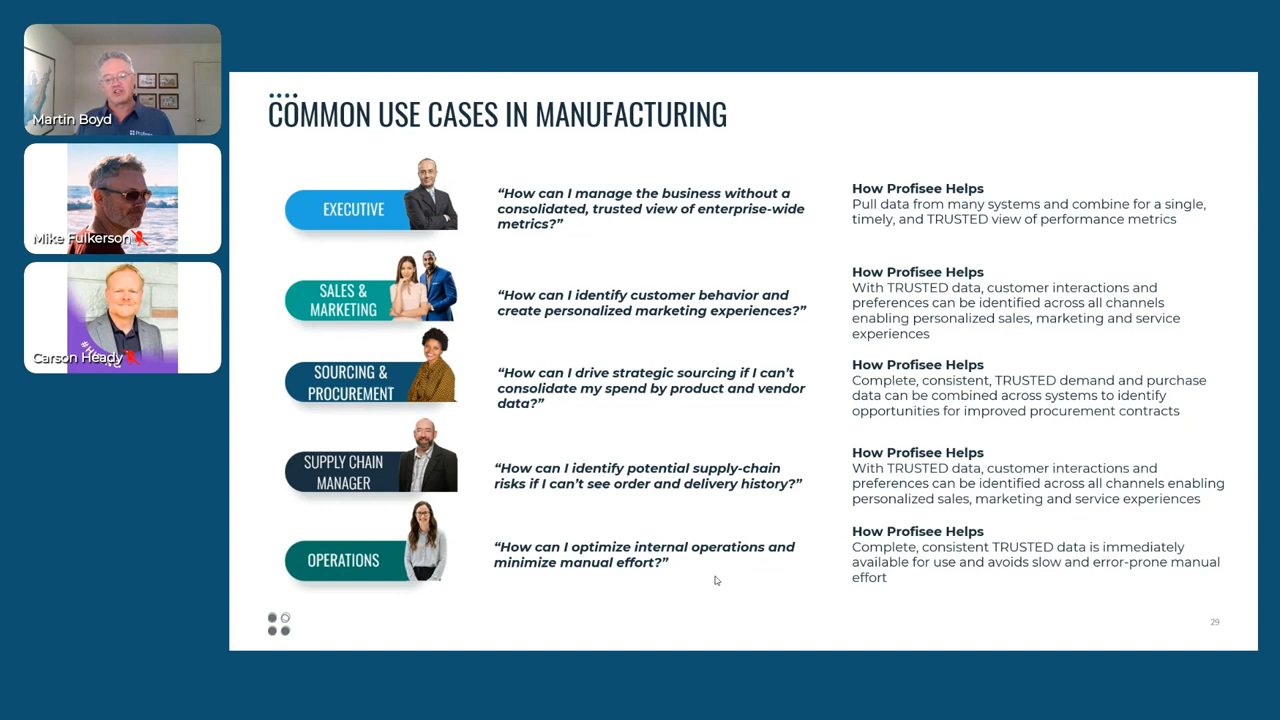 Martin Boyd
Mike Fulkerson
Carson Heady
COMMON USE CASES IN MANUFACTURING
EXECUTIVE
“How can I manage the business without a
consolidated, trusted view of enterprise-wide
metrics?”
How Profisee Helps
Pull data from many systems and combine for a single,
timely, and TRUSTED view of performance metrics
SALES &
MARKETING
“How can I identify customer behavior and
create personalized marketing experiences?”
How Profisee Helps
With TRUSTED data, customer interactions and
preferences can be identified across all channels
enabling personalized sales, marketing and service
experiences
SOURCING &
PROCUREMENT
“How can I drive strategic sourcing if I can’t
consolidate my spend by product and vendor
data?”
How Profisee Helps
Complete, consistent, TRUSTED demand and purchase
data can be combined across systems to identify
opportunities for improved procurement contracts
SUPPLY CHAIN
MANAGER
“How can I identify potential supply-chain
risks if I can’t see order and delivery history?”
How Profisee Helps
With TRUSTED data, customer interactions and
preferences can be identified across all channels enabling
personalized sales, marketing and service experiences
OPERATIONS
“How can I optimize internal operations and
minimize manual effort?”
How Profisee Helps
Complete, consistent TRUSTED data is immediately
available for use and avoids slow and error-prone manual
effort
29